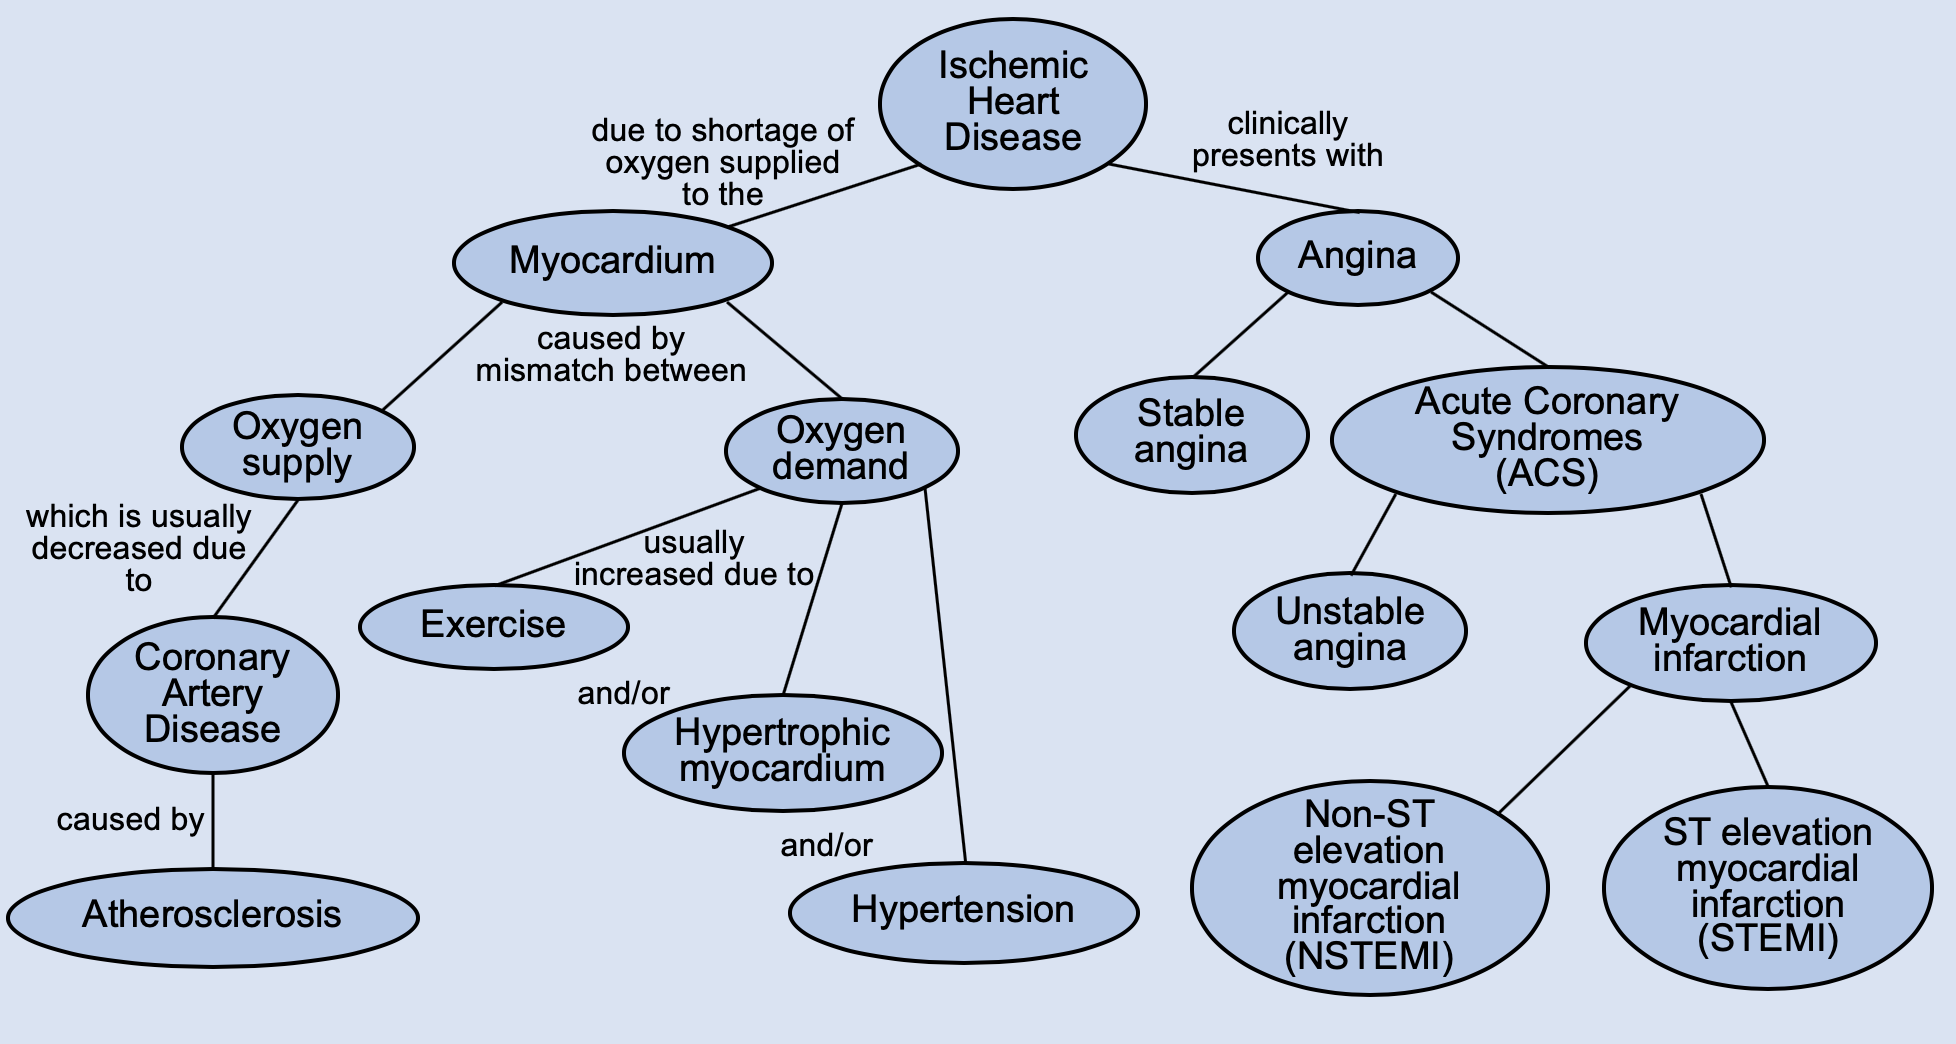 Ischemic
Heart
Disease
due to shortage of
oxygen supplied
to the
clinically
presents with
Myocardium
Angina
caused by
mismatch between
Oxygen
supply
Oxygen
demand
Stable
angina
Acute Coronary
Syndromes
(ACS)
which is usually
decreased due
to
usually
increased due to
Exercise
Unstable
angina
Myocardial
infarction
Coronary
Artery
Disease
and/or
Hypertrophic
myocardium
caused by
and/or
Atherosclerosis
Hypertension
Non-ST
elevation
myocardial
infarction
(NSTEMI)
ST elevation
myocardial
infarction
(STEMI)